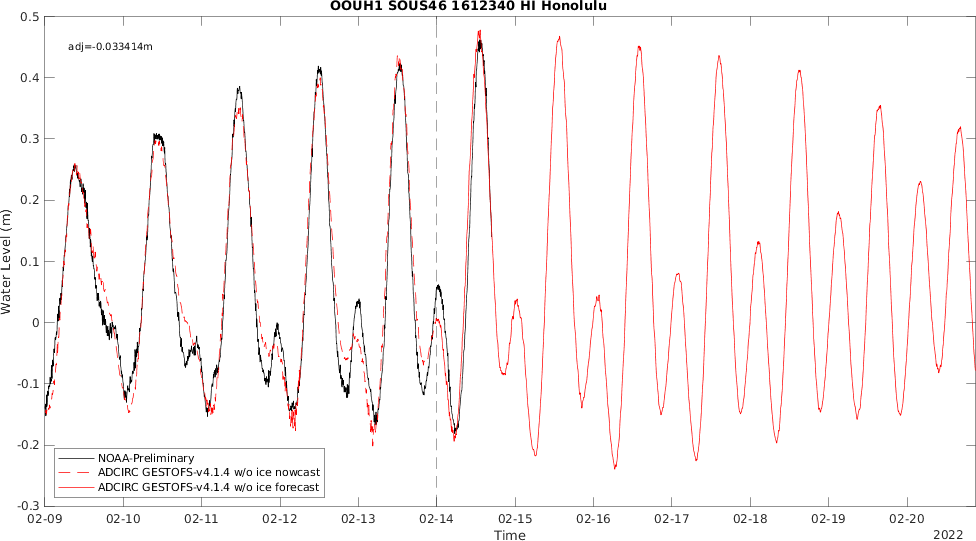 OOUH1 SOUS46 1612340 HI Honolulu
adj=-0.033414m
0.5
0.4
0.3
0.2
0.1
0
-0.1
-0.2
-0.3
Water Level (m)
NOAA-Preliminary
ADCIRC GESTOFS-v4.1.4 w/o ice nowcast
ADCIRC GESTOFS-v4.1.4 w/o ice forecast
02-09 02-10 02-11 02-12 02-13 02-14 02-15 02-16 02-17 02-18 02-19 02-20
Time
2022